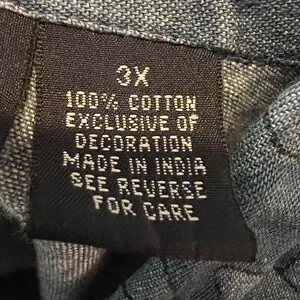 3X
100% COTTON
EXCLUSIVE OF
DECORATION
MADE IN INDIA
SEE REVERSE
FOR CARE